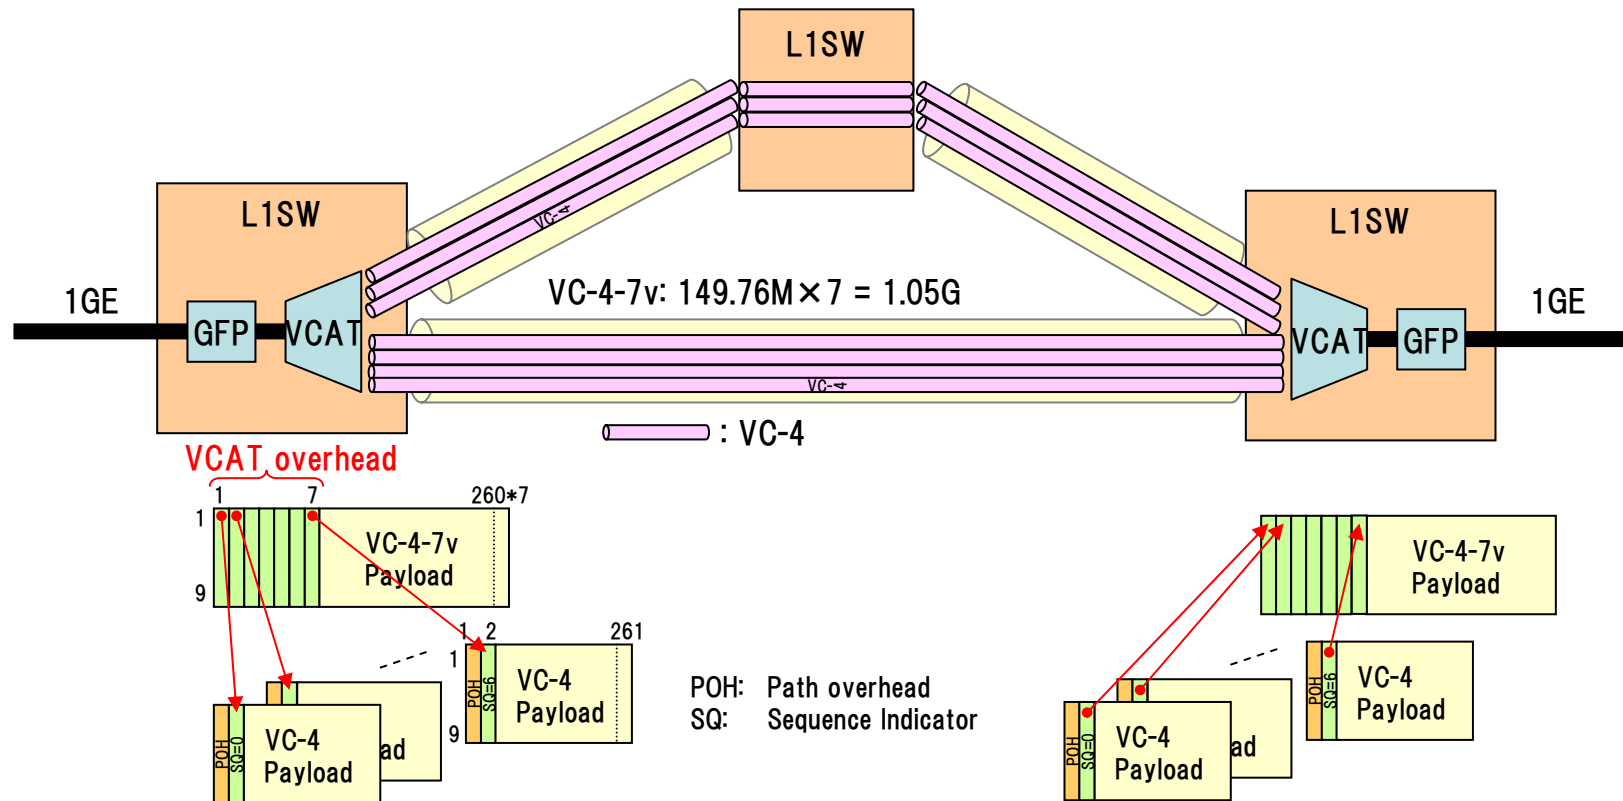 L1SW
L1SW
L1SW
VC-4
1GE
GFP
VCAT
VC-4-7v: 149.76M×7 = 1.05G
VCAT
GFP
1GE
VC-4
: VC-4
VCAT overhead
1 7 260*7
1
9
VC-4-7v
Payload
VC-4-7v
Payload
1 2 261
1
9
POH
SQ=6
VC-4
Payload
POH: Path overhead
SQ: Sequence Indicator
POH
SQ=6
VC-4
Payload
POH
SQ=0
VC-4
Payload
ad
POH
SQ=0
VC-4
Payload
ad